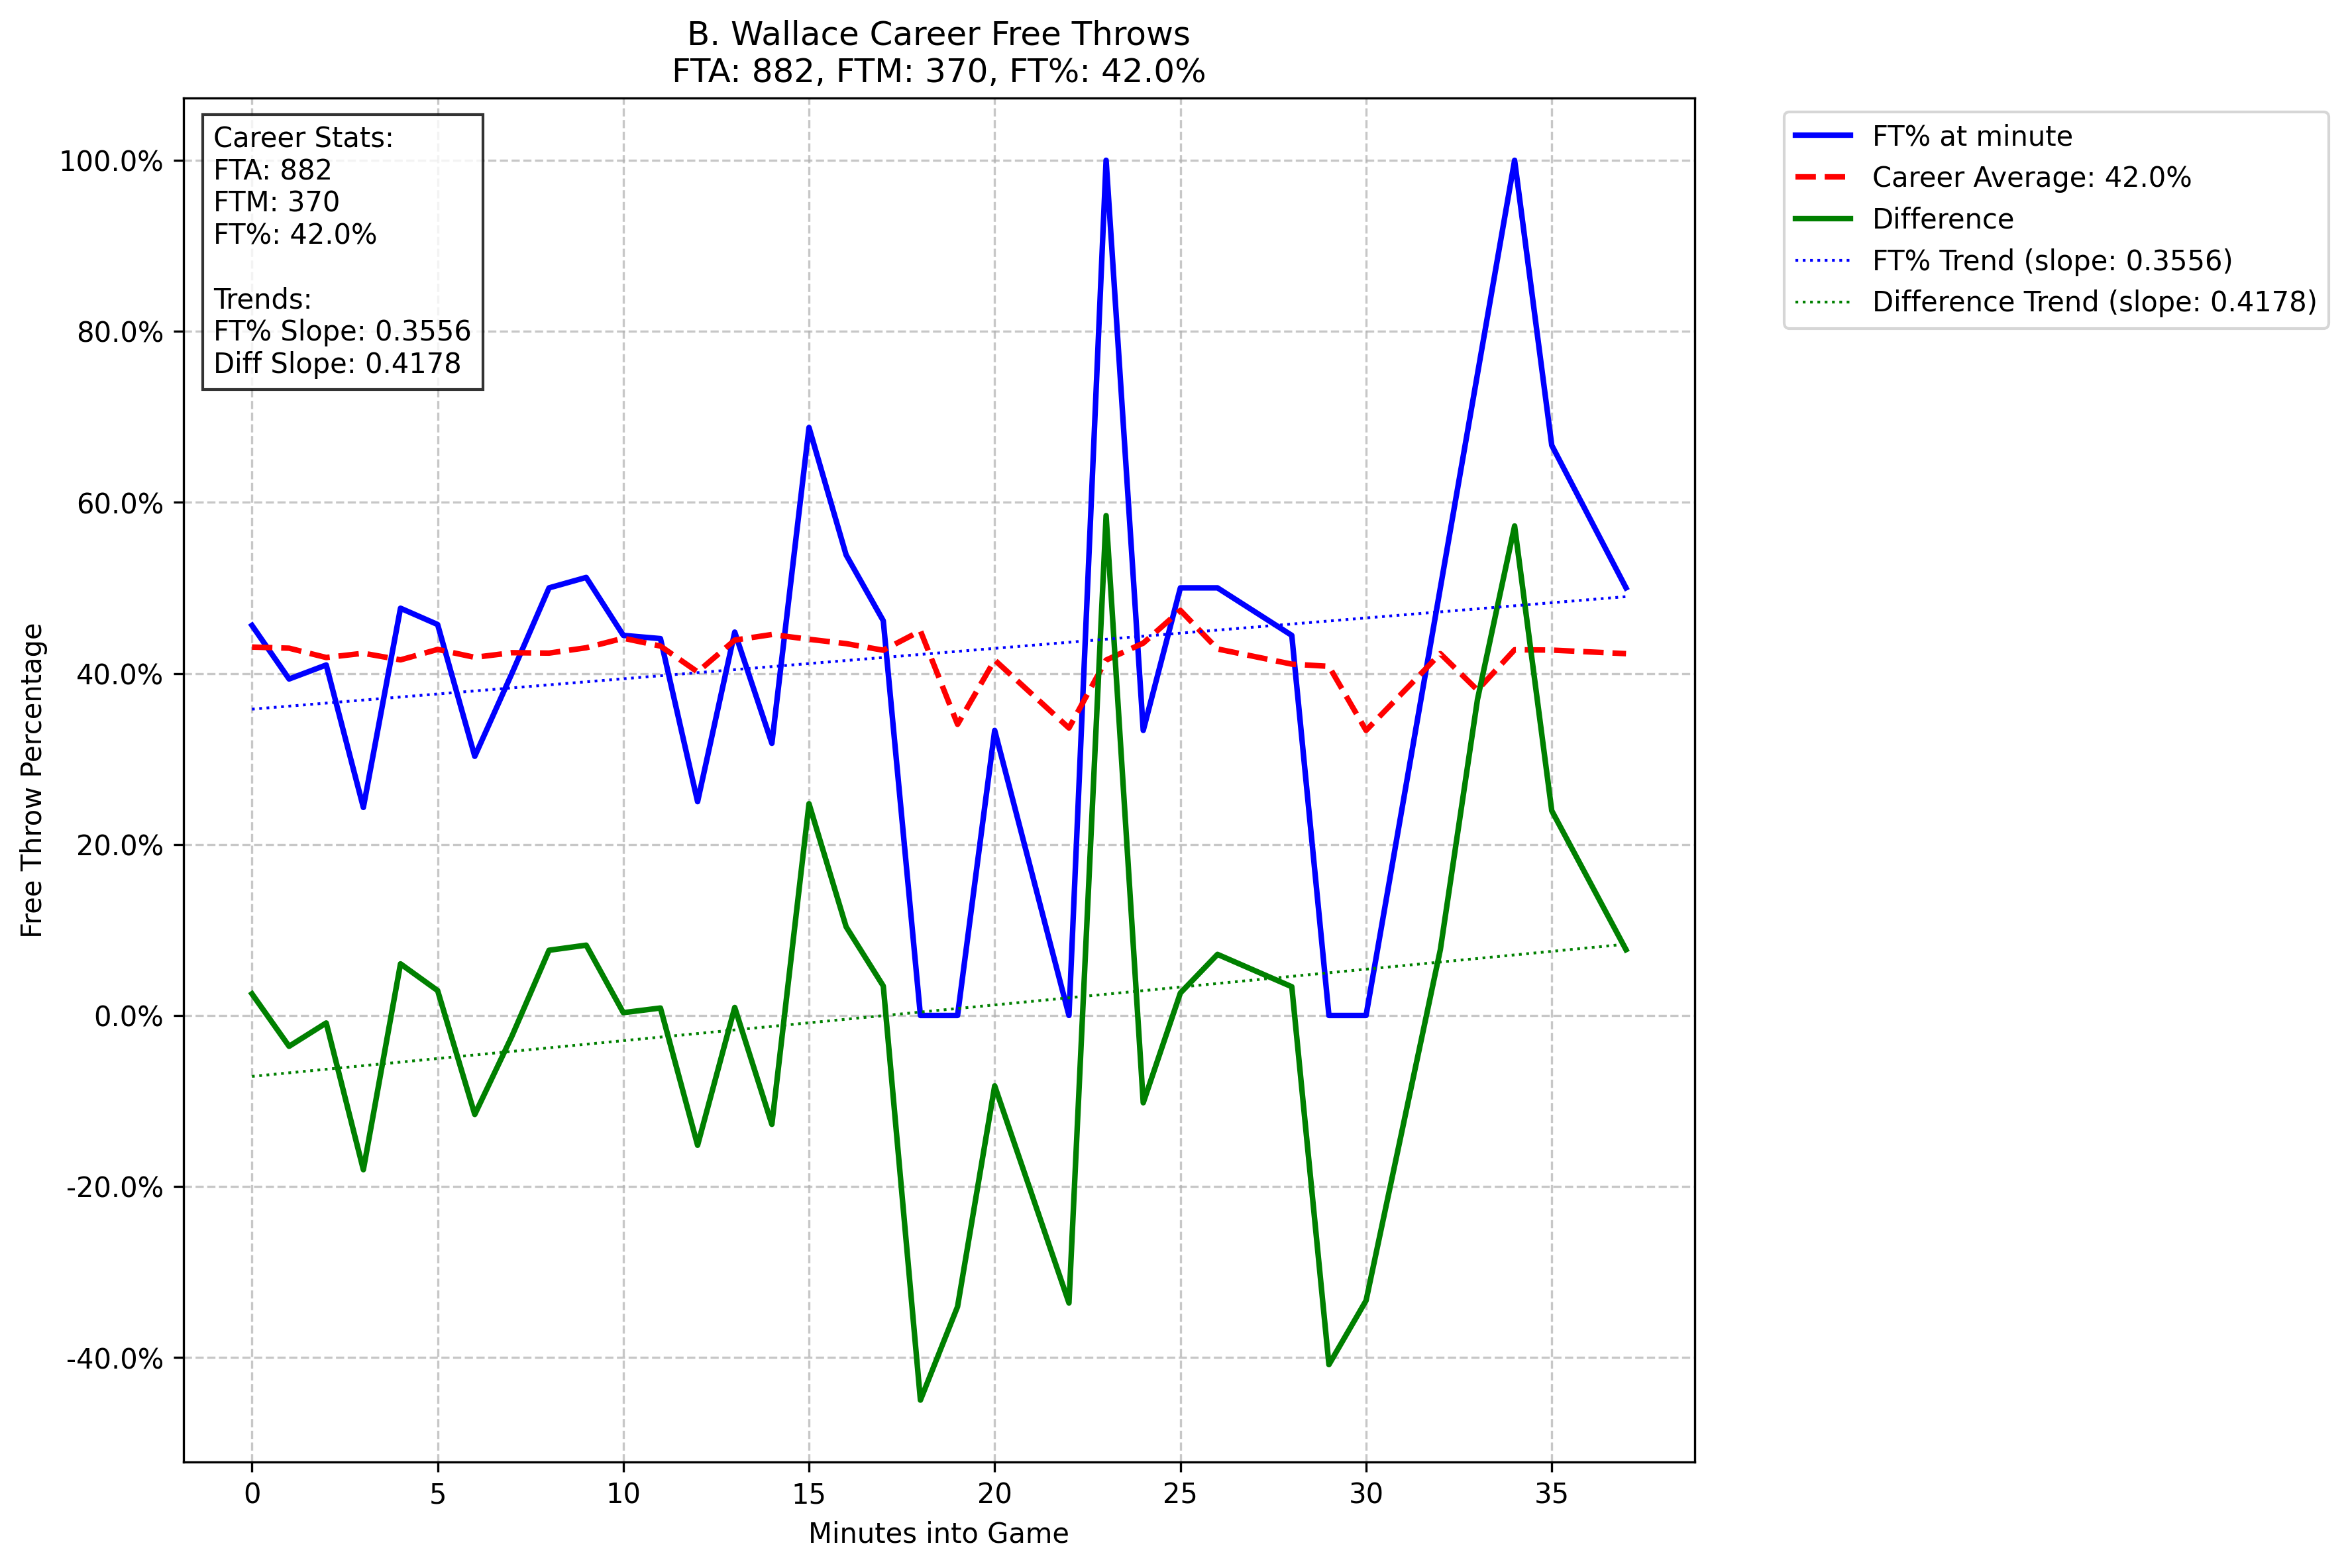 B. Wallace Career Free Throws
FTA: 882, FTM: 370, FT%: 42.0%
Career Stats:
FTA: 882
FTM: 370
FT%: 42.0%
Trends:
FT% Slope: 0.3556
Diff Slope: 0.4178
FT% at minute
Career Average: 42.0%
Difference
FT% Trend (slope: 0.3556)
Difference Trend (slope: 0.4178)
Free Throw Percentage
100.0%
80.0%
60.0%
40.0%
20.0%
0.0%
-20.0%
-40.0%
0 5 10 15 20 25 30 35
Minutes into Game